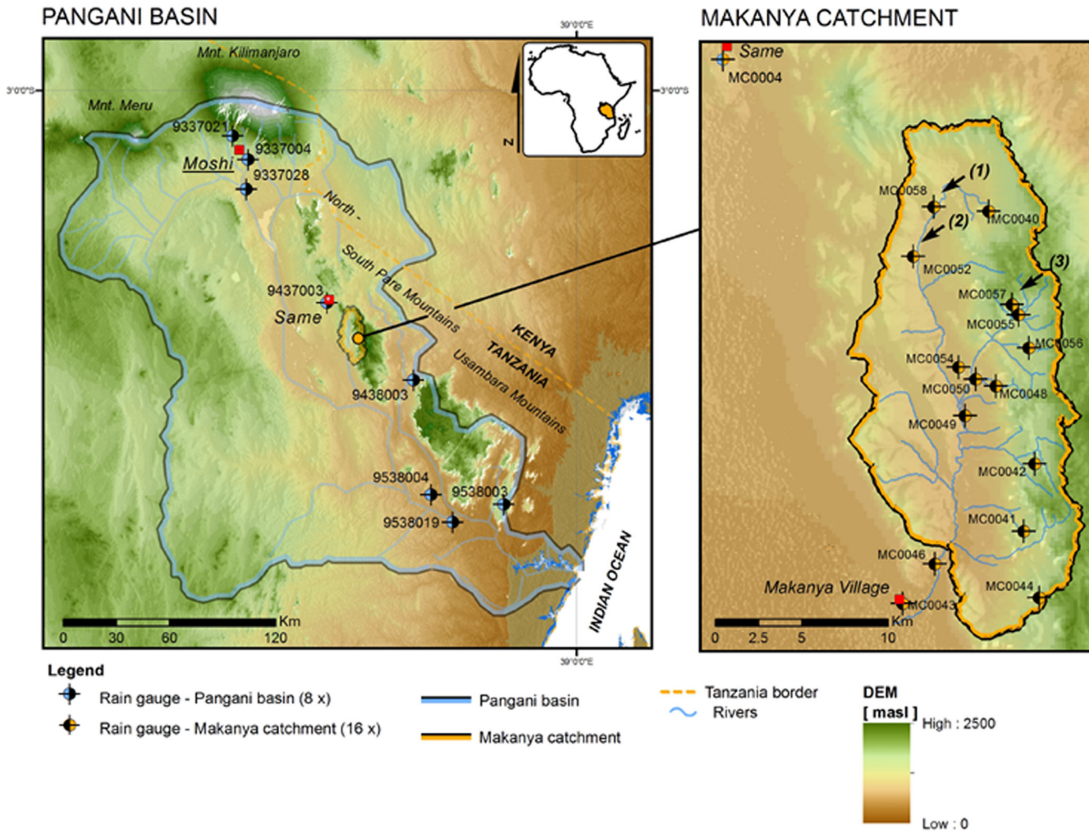 PANGANI BASIN
MAKANYA CATCHMENT
39°0'0"E
3°0'0"S
Mnt. Kilimanjaro
Mnt. Meru
9337021
9337004
Moshi
9337028
N
North -
South Pare Mountains
9437003
Same
KENYA
TANZANIA
Usambara Mountains
9438003
9538004
9538003
9538019
INDIAN OCEAN
0 30 60 120
Km
39°0'0"E
Same
MC0004
MC0058
(1)
MC0040
(2)
MC0052
(3)
MC0057
MC0055
MC0056
MC0054
MC0050
MC0048
MC0049
MC0042
MC0041
MC0046
MC0044
Makanya Village
MC0043
0 2.5 5 10
Km
Legend
Rain gauge - Pangani basin (8 x)
Rain gauge - Makanya catchment (16 x)
Pangani basin
Makanya catchment
Tanzania border
Rivers
DEM
[ masl ]
High : 2500
Low : 0